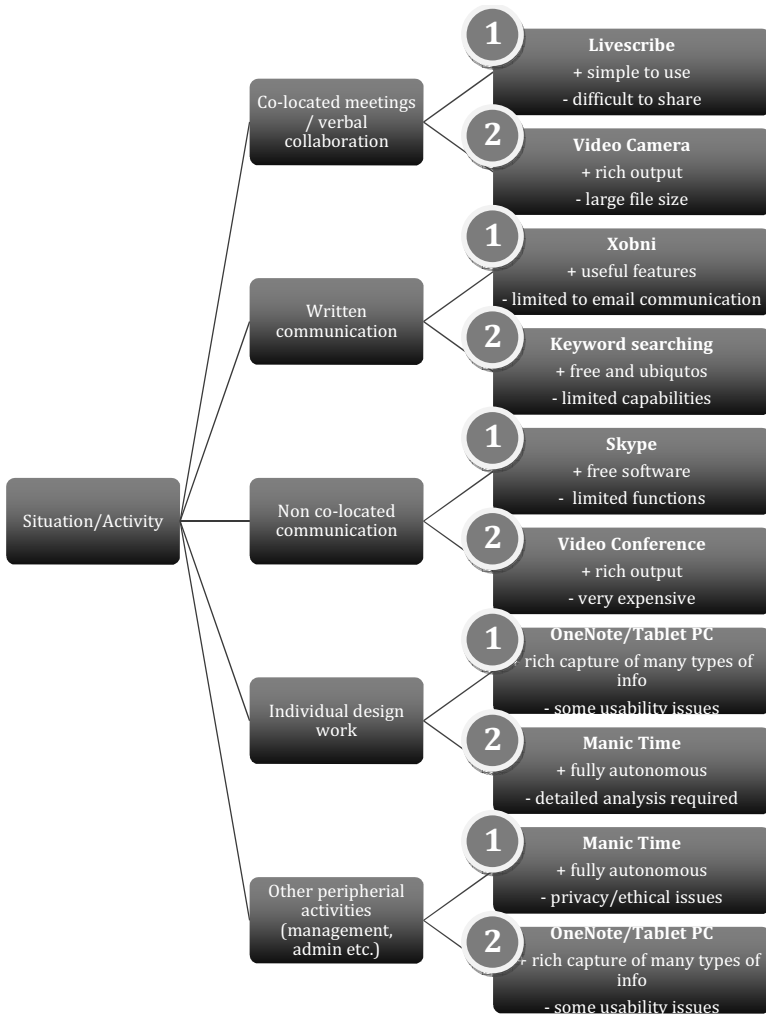 Situation/Activity
Co-located meetings
/ verbal
collaboration
1
Livescribe
+ simple to use
- difficult to share
2
Video Camera
+ rich output
- large file size
Written
communication
1
Xobni
+ useful features
- limited to email communication
2
Keyword searching
+ free and ubiqutos
- limited capabilities
Non co-located
communication
1
Skype
+ free software
- limited functions
2
Video Conference
+ rich output
- very expensive
Individual design
work
1
OneNote/Tablet PC
+ rich capture of many types of
info
- some usability issues
2
Manic Time
+ fully autonomous
- detailed analysis required
Other peripherial
activities
(management,
admin etc.)
1
Manic Time
+ fully autonomous
- privacy/ethical issues
2
OneNote/Tablet PC
+ rich capture of many types of
info
- some usability issues